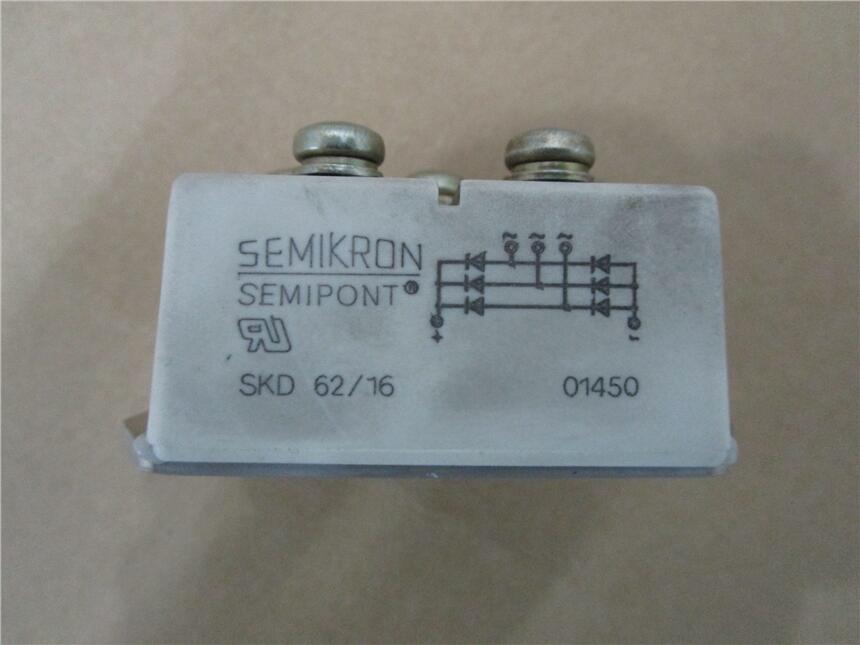 SEMIKRON
SEMIPONT®
SKD 62/16 01450
~ ~ ~
+ -